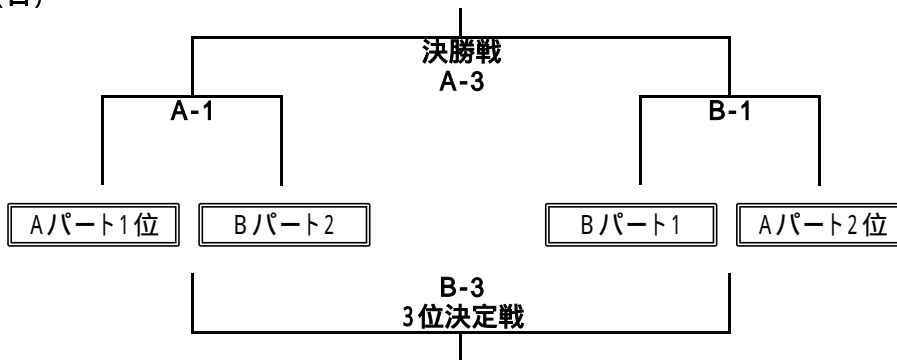 (日)
決勝戦
A-3
A-1
B-1
Aパート1位
Bパート2
Bパート1
Aパート2位
B-3
3位決定戦